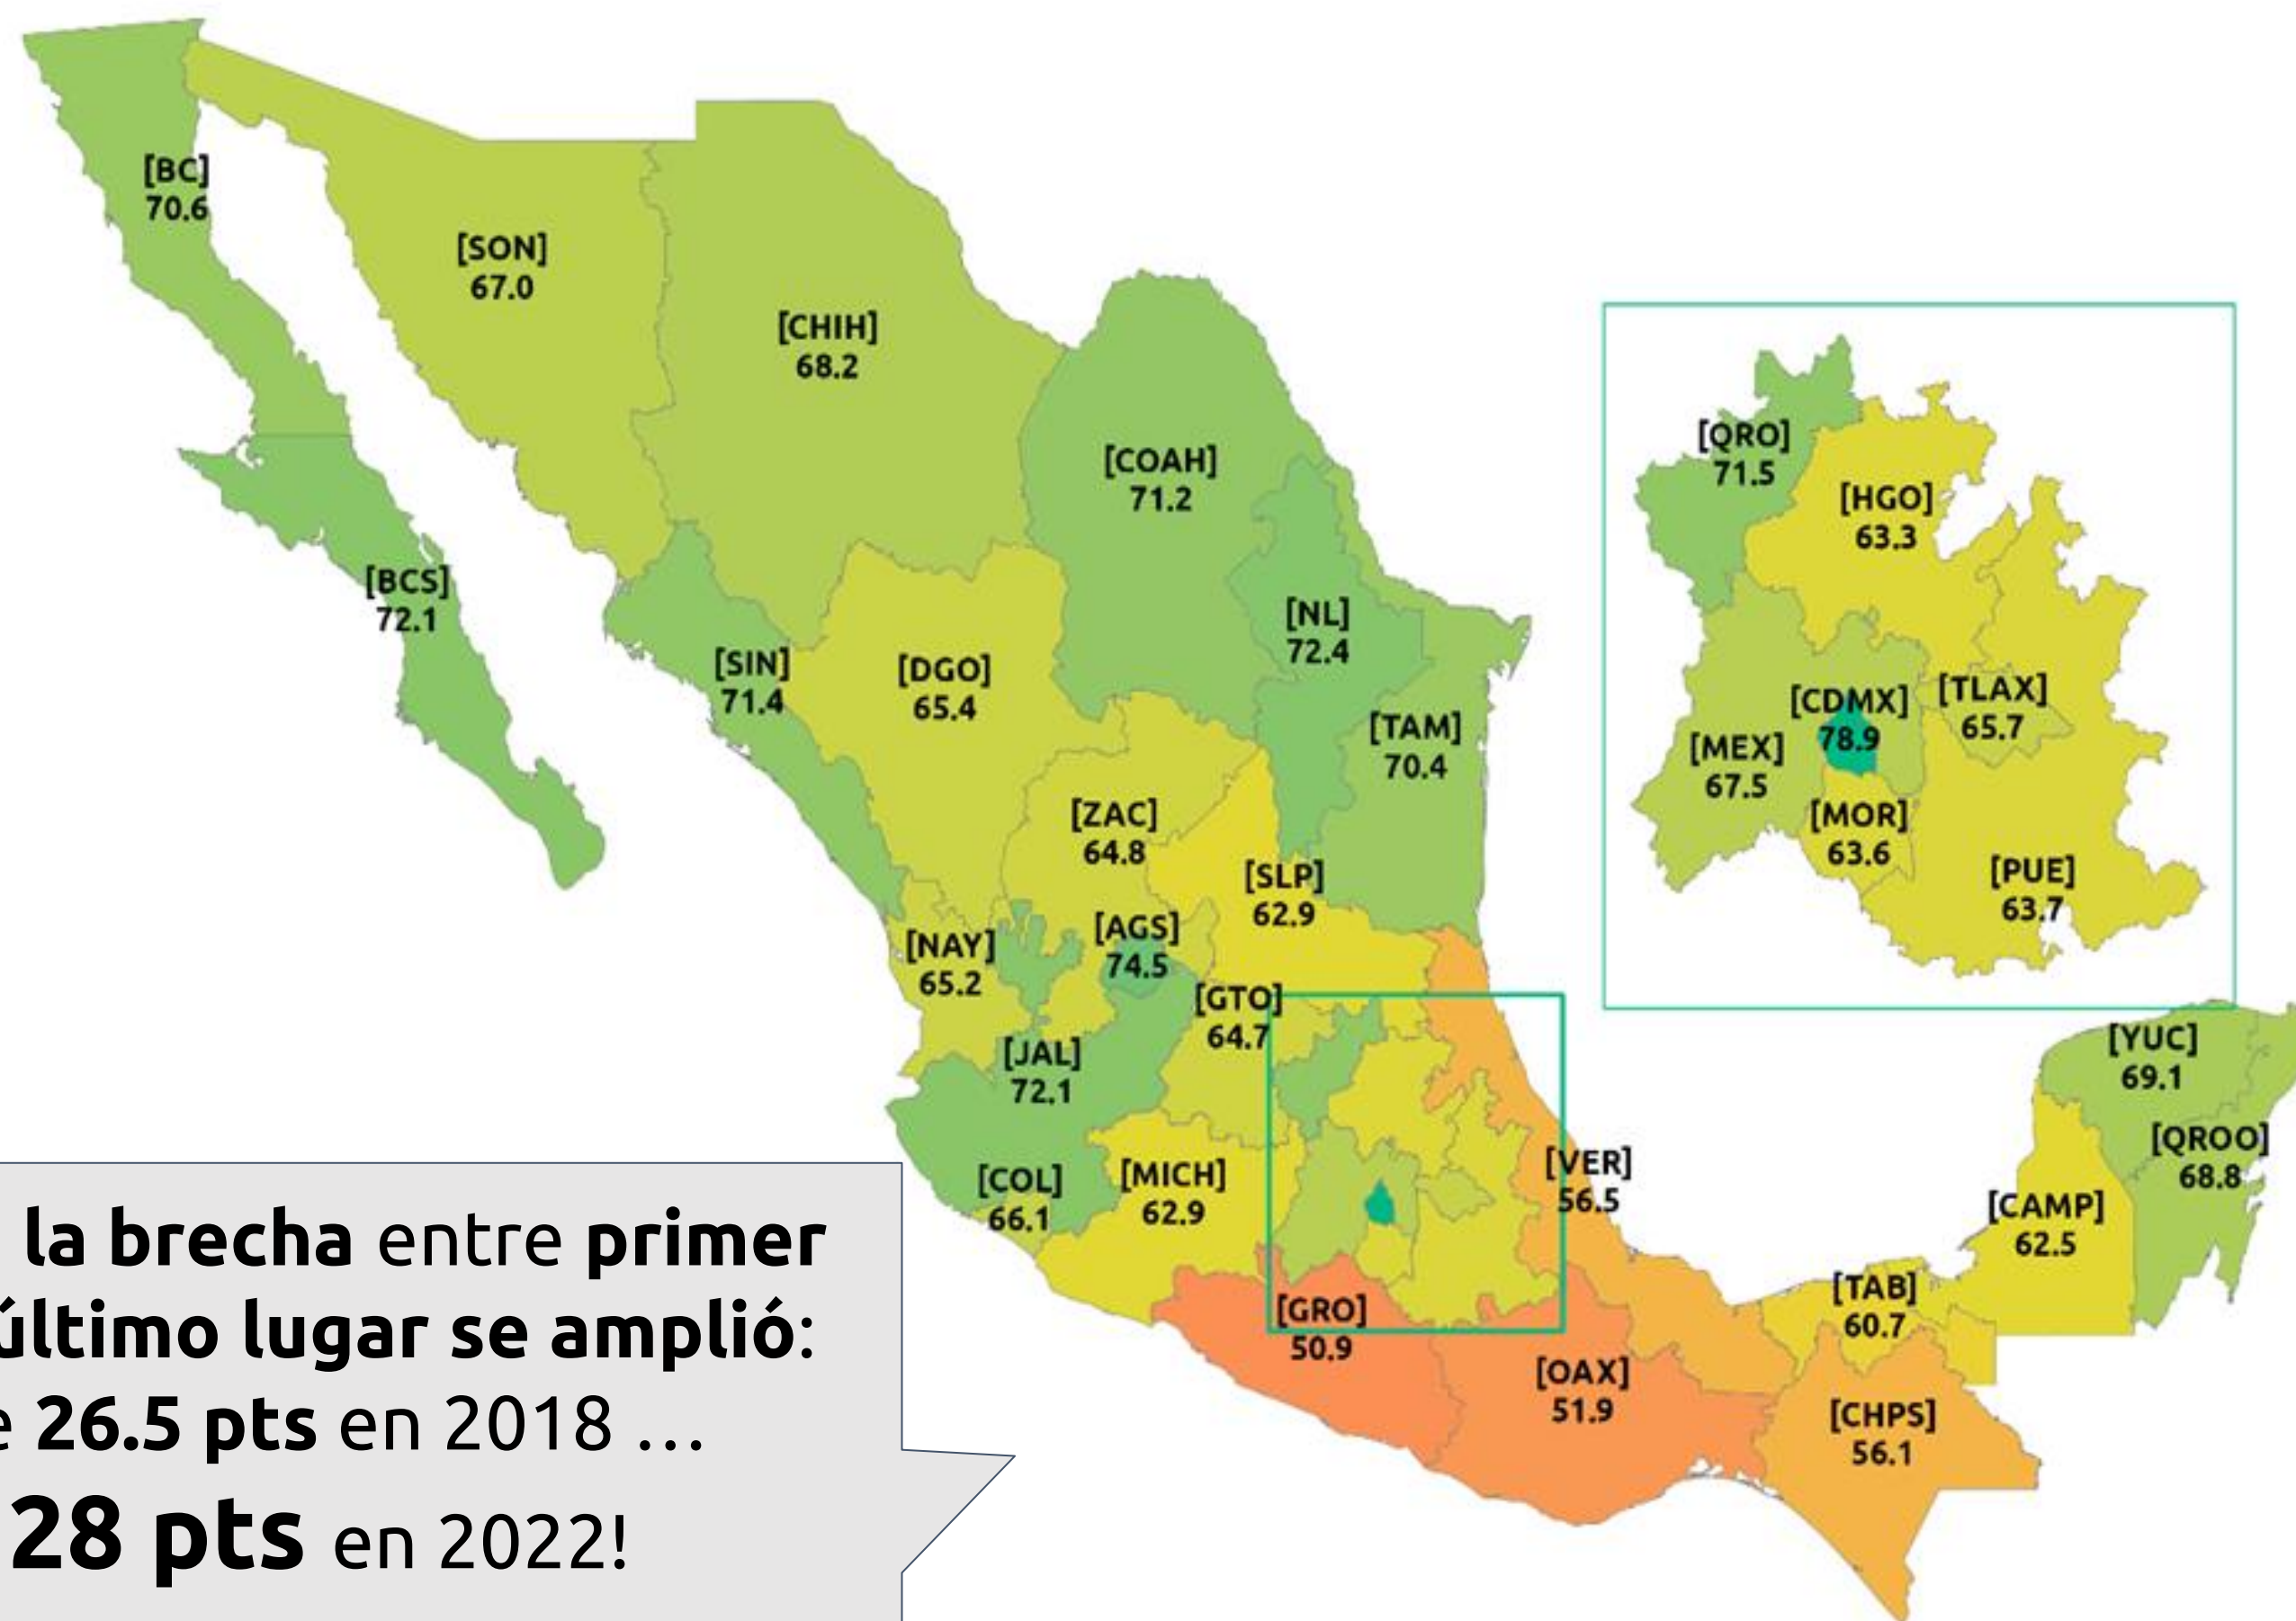 [BC]
70.6
[SON]
67.0
[CHIH]
68.2
[COAH]
71.2
[BCS]
72.1
[SIN]
71.4
[DGO]
65.4
[NL]
72.4
[TAM]
70.4
[ZAC]
64.8
[SLP]
62.9
[NAY]
65.2
[AGS]
74.5
[GTO]
64.7
[JAL]
72.1
[COL]
66.1
[MICH]
62.9
[VER]
56.5
[GRO]
50.9
[OAX]
51.9
[CHPS]
56.1
[TAB]
60.7
[CAMP]
62.5
[YUC]
69.1
[QROO]
68.8
[QRO]
71.5
[HGO]
63.3
[CDMX]
78.9
[TLAX]
65.7
[MEX]
67.5
[MOR]
63.6
[PUE]
63.7
la brecha entre primer
último lugar se amplió:
e 26.5 pts en 2018 ...
28 pts en 2022!